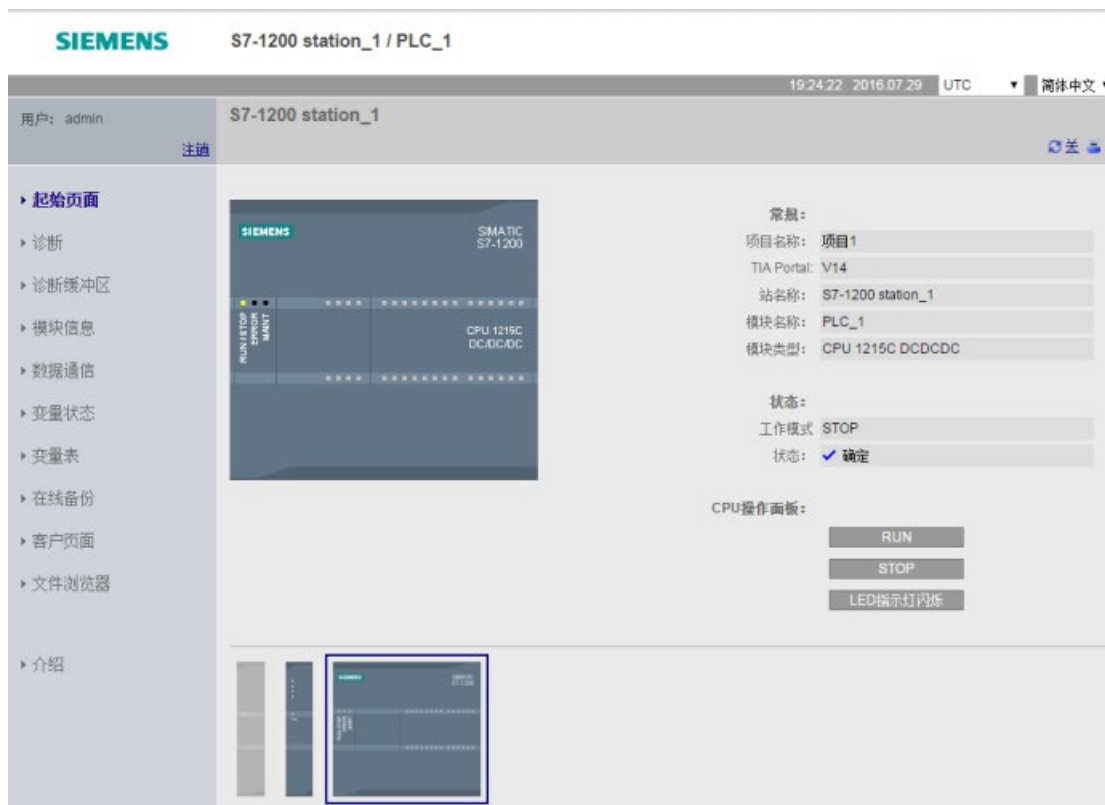 SIEMENS
S7-1200 station_1 / PLC_1
19:24:22 2016.07.29 UTC 简体中文
用户: admin
S7-1200 station_1
注销
关
起始页面
诊断
诊断缓冲区
模块信息
数据通信
变量状态
变量表
在线备份
客户页面
文件浏览器
介绍
SIEMENS
SIMATIC
S7-1200
RUN / STOP
ERROR
MAINT
CPU 1215C
DC/DC/DC
常规:
项目名称: 项目1
TIA Portal: V14
站名称: S7-1200 station_1
模块名称: PLC_1
模块类型: CPU 1215C DCDCDC
状态:
工作模式 STOP
状态: 确定
CPU操作面板:
RUN
STOP
LED指示灯闪烁
SIEMENS